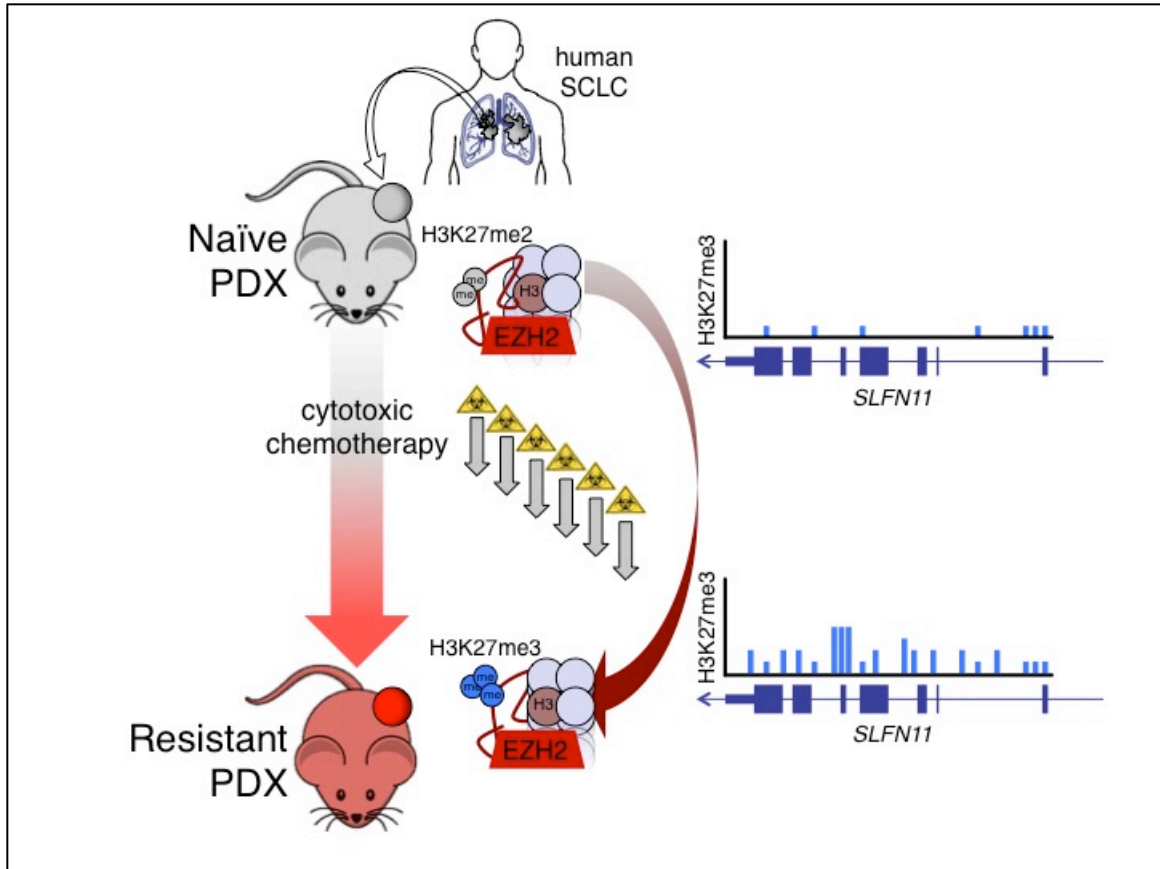 human
SCLC
Naïve
PDX
H3K27me2
me
me
H3
EZH2
H3K27me3
SLFN11
cytotoxic
chemotherapy
H3K27me3
me
me
me
H3
EZH2
Resistant
PDX
H3K27me3
SLFN11